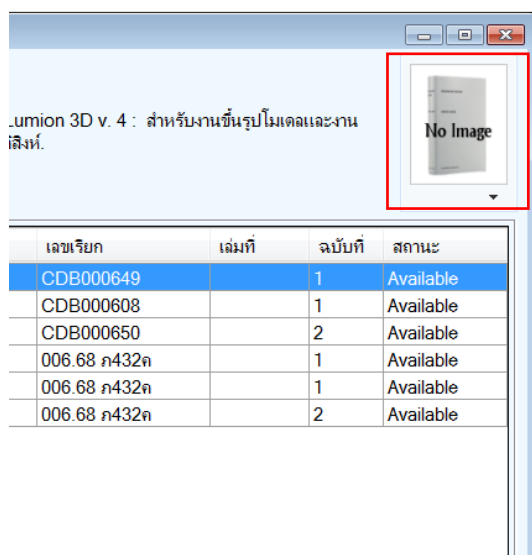 Lumion 3D v. 4 : สำหรับงานขึ้นรูปโมเดลและงาน
สิงห์.
No Image
เลขเรียก เล่มที่ ฉบับที่ สถานะ
CDB000649 1 Available
CDB000608 1 Available
CDB000650 2 Available
006.68 ภ432ค 1 Available
006.68 ภ432ค 1 Available
006.68 ภ432ค 2 Available